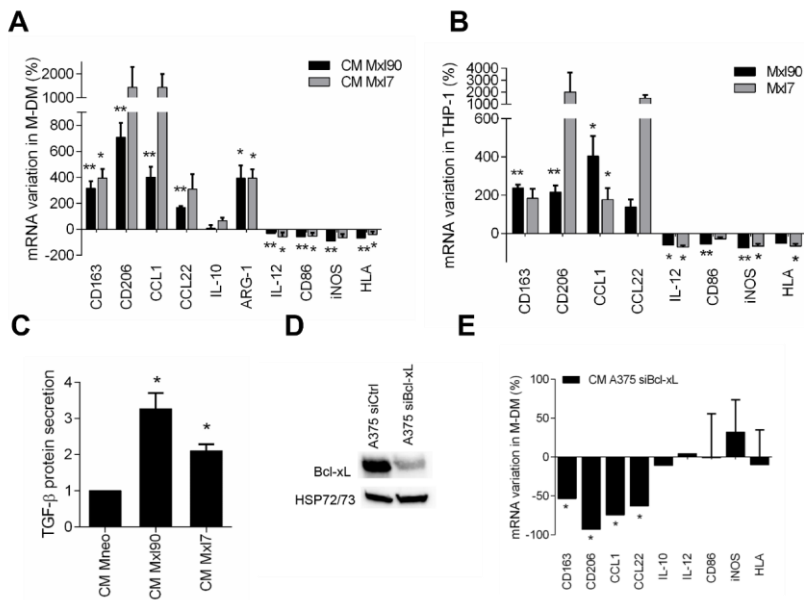 A
mRNA variation in M-DM (%)
2000
1000
800
600
400
200
0
-200
CM Mxl90
CM Mxl7
** * ** ** ** * * ** * ** * ** ** *
CD163 CD206 CCL1 CCL22 IL-10 ARG-1 IL-12 CD86 iNOS HLA
B
mRNA variation in THP-1 (%)
4000
3000
2000
1000
400
200
0
Mxl90
Mxl7
** ** * * * * ** ** * *
CD163 CD206 CCL1 CCL22 IL-12 CD86 iNOS HLA
C
TGF-β protein secretion
4
3
2
1
0
* *
CM Mneo CM Mxl90 CM Mxl7
D
A375 siCtrl A375 siBcl-xL
Bcl-xL
HSP72/73
E
mRNA variation in M-DM (%)
100
50
0
-50
-100
CM A375 siBcl-xL
* * * *
CD163 CD206 CCL1 CCL22 IL-10 IL-12 CD86 iNOS HLA